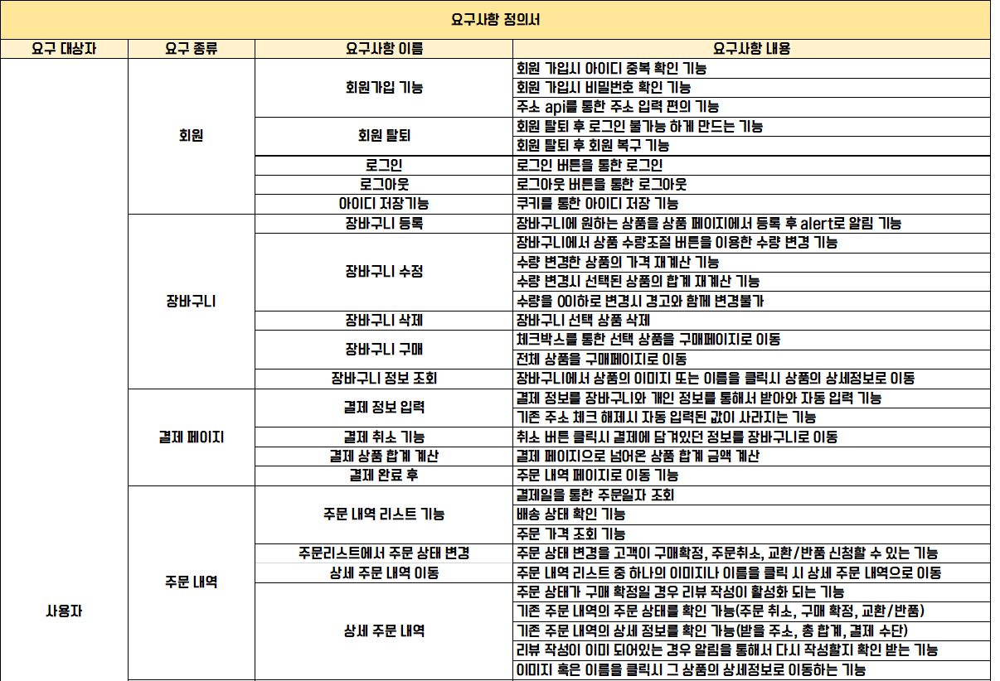 요구사항 정의서
요구 대상자 요구 종류 요구사항 이름 요구사항 내용
사용자
회원
회원가입 기능
회원 가입시 아이디 중복 확인 기능
회원 가입시 비밀번호 확인 기능
주소 api를 통한 주소 입력 편의 기능
회원 탈퇴
회원 탈퇴 후 로그인 불가능 하게 만드는 기능
회원 탈퇴 후 회원 복구 기능
로그인 로그인 버튼을 통한 로그인
로그아웃 로그아웃 버튼을 통한 로그아웃
아이디 저장기능 쿠키를 통한 아이디 저장 기능
장바구니
장바구니 등록 장바구니에 원하는 상품을 상품 페이지에서 등록 후 alert로 알림 기능
장바구니 수정
장바구니에서 상품 수량조절 버튼을 이용한 수량 변경 기능
수량 변경한 상품의 가격 재계산 기능
수량 변경시 선택된 상품의 합계 재계산 기능
수량을 0이하로 변경시 경고와 함께 변경불가
장바구니 삭제 장바구니 선택 상품 삭제
장바구니 구매
체크박스를 통한 선택 상품을 구매페이지로 이동
전체 상품을 구매페이지로 이동
장바구니 정보 조회 장바구니에서 상품의 이미지 또는 이름을 클릭시 상품의 상세정보로 이동
결제 페이지
결제 정보 입력
결제 정보를 장바구니와 개인 정보를 통해서 받아와 자동 입력 기능
기존 주소 체크 해제시 자동 입력된 값이 사라지는 기능
결제 취소 기능 취소 버튼 클릭시 결제에 담겨있던 정보를 장바구니로 이동
결제 상품 합계 계산 결제 페이지으로 넘어온 상품 합계 금액 계산
결제 완료 후 주문 내역 페이지로 이동 기능
주문 내역
주문 내역 리스트 기능
결제일을 통한 주문일자 조회
배송 상태 확인 기능
주문 가격 조회 기능
주문리스트에서 주문 상태 변경 주문 상태 변경을 고객이 구매확정, 주문취소, 교환/반품 신청할 수 있는 기능
상세 주문 내역 이동 주문 내역 리스트 중 하나의 이미지나 이름을 클릭 시 상세 주문 내역으로 이동
상세 주문 내역
주문 상태가 구매 확정일 경우 리뷰 작성이 활성화 되는 기능
기존 주문 내역의 주문 상태를 확인 가능(주문 취소, 구매 확정, 교환/반품)
기존 주문 내역의 상세 정보를 확인 가능(받을 주소, 총 합계, 결제 수단)
리뷰 작성이 이미 되어있는 경우 알림을 통해서 다시 작성할지 확인 받는 기능
이미지 혹은 이름을 클릭시 그 상품의 상세정보로 이동하는 기능